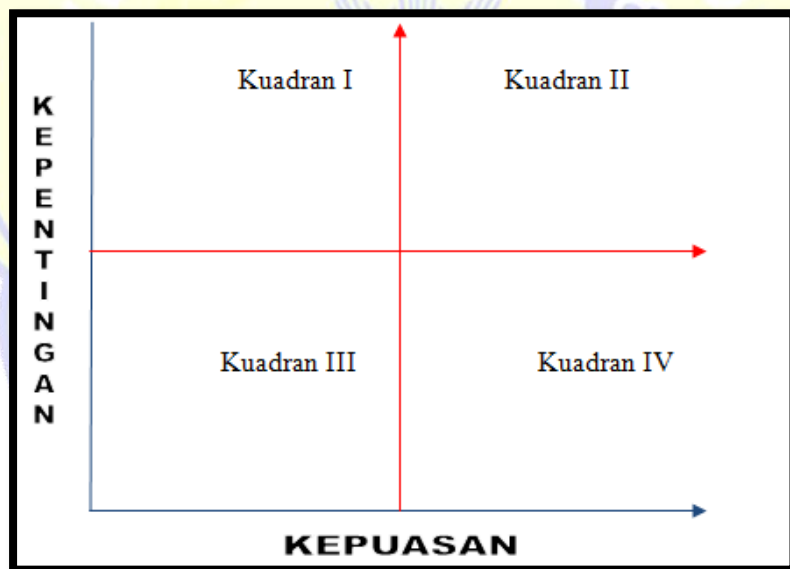 Kuadran I
Kuadran II
KEPENTINGAN
Kuadran III
Kuadran IV
KEPUASAN